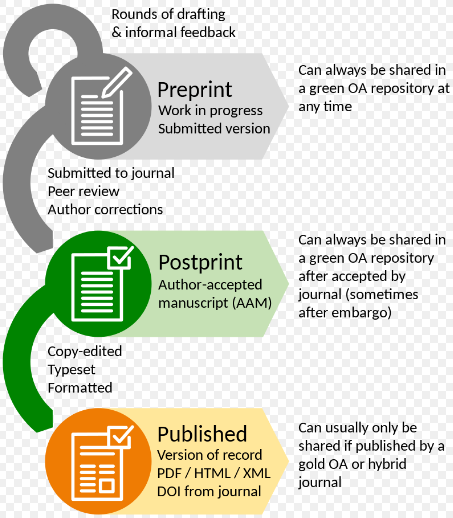 Rounds of drafting
& informal feedback
Preprint
Work in progress
Submitted version
Can always be shared in
a green OA repository at
any time
Submitted to journal
Peer review
Author corrections
Postprint
Author-accepted
manuscript (AAM)
Can always be shared in
a green OA repository
after accepted by
journal (sometimes
after embargo)
Copy-edited
Typeset
Formatted
Published
Version of record
PDF / HTML / XML
DOI from journal
Can usually only be
shared if published by a
gold OA or hybrid
journal